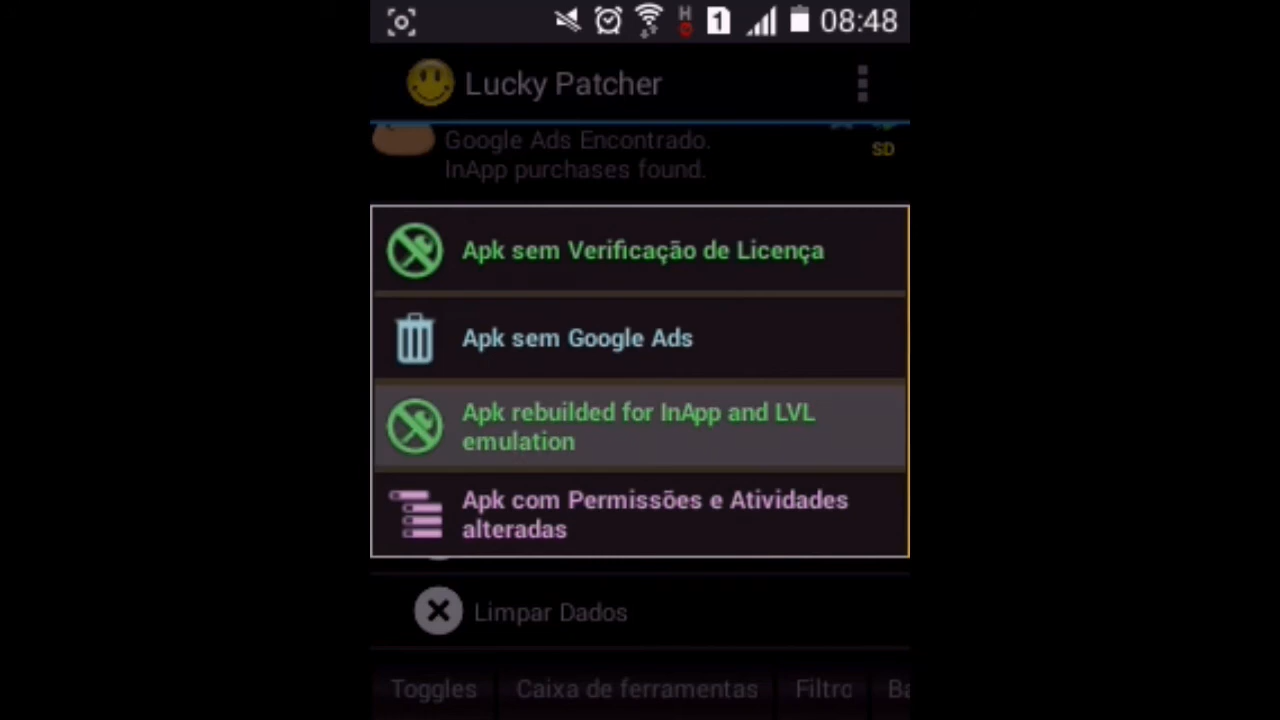 1 08:48
Lucky Patcher
Google Ads Encontrado.
SD
InApp purchases found.
Apk sem Verificação de Licença
Apk sem Google Ads
Apk rebuilded for InApp and LVL
emulation
Apk com Permissões e Atividades
alteradas
Limpar Dados
Toggles Caixa de ferramentas Filtro Ba